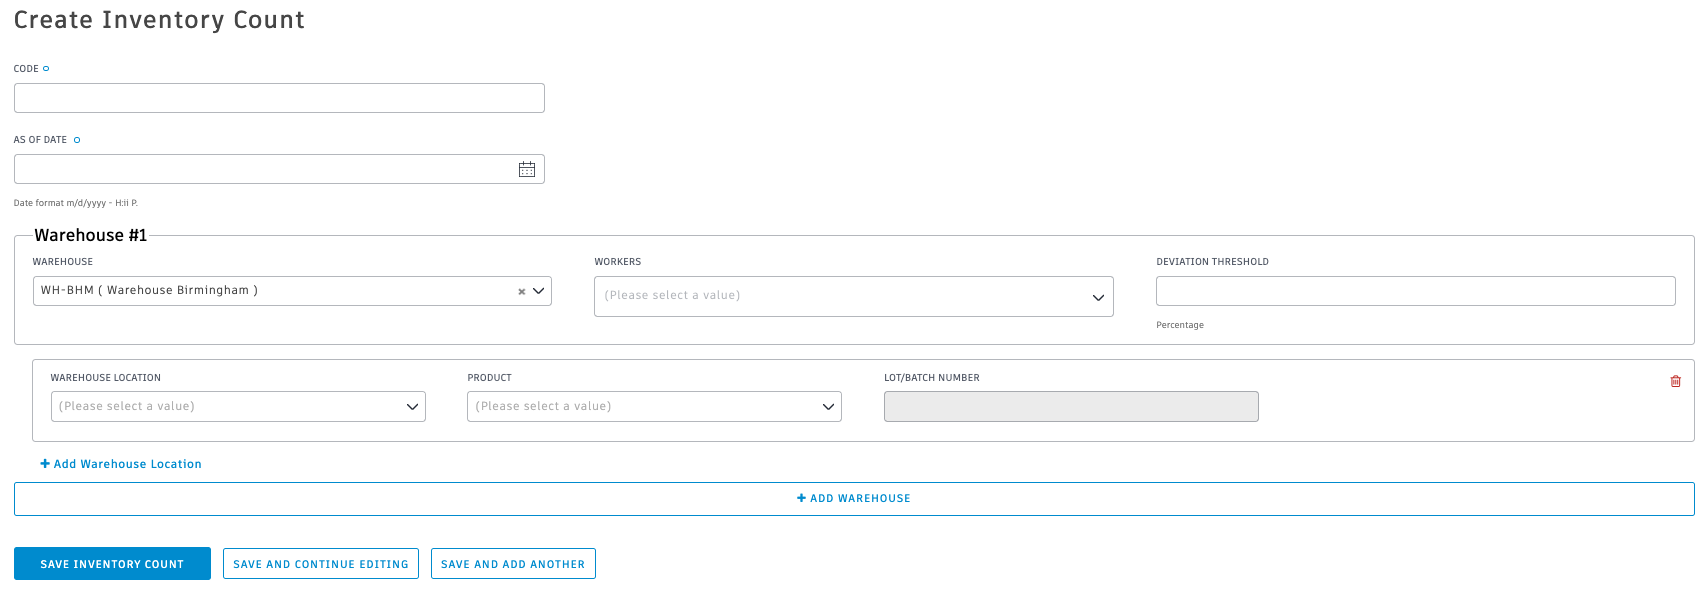 Create Inventory Count
CODE
AS OF DATE
Date format m/d/yyyy - H:ii P.
Warehouse #1
WAREHOUSE WORKERS DEVIATION THRESHOLD
WH-BHM ( Warehouse Birmingham ) (Please select a value)
Percentage
WAREHOUSE LOCATION PRODUCT LOT/BATCH NUMBER
(Please select a value) (Please select a value)
+ Add Warehouse Location
+ ADD WAREHOUSE
SAVE INVENTORY COUNT SAVE AND CONTINUE EDITING SAVE AND ADD ANOTHER